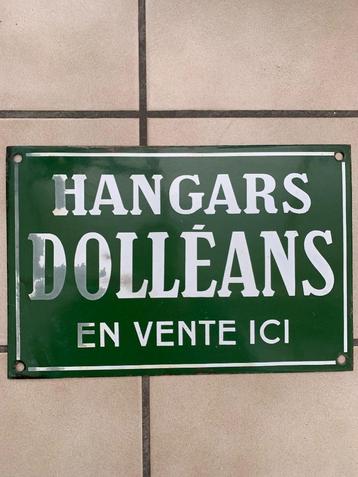 HANGARS
DOLLÉANS
EN VENTE ICI